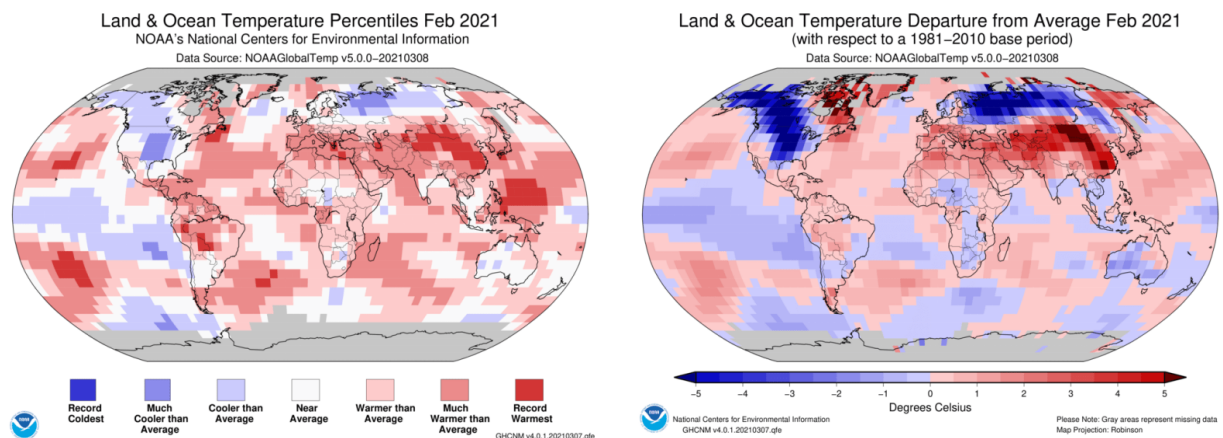 Land & Ocean Temperature Percentiles Feb 2021
NOAA's National Centers for Environmental Information
Data Source: NOAAGlobalTemp v5.0.0−20210308
Record
Coldest
Much
Cooler than
Average
Cooler than
Average
Near
Average
Warmer than
Average
Much
Warmer than
Average
Record
Warmest
GHCNM v4.0.1.20210307.qfe
Land & Ocean Temperature Departure from Average Feb 2021
(with respect to a 1981−2010 base period)
Data Source: NOAAGlobalTemp v5.0.0−20210308
−5 −4 −3 −2 −1 0 1 2 3 4 5
Degrees Celsius
National Centers for Environmental Information
GHCNM v4.0.1.20210307.qfe
Please Note: Gray areas represent missing data
Map Projection: Robinson